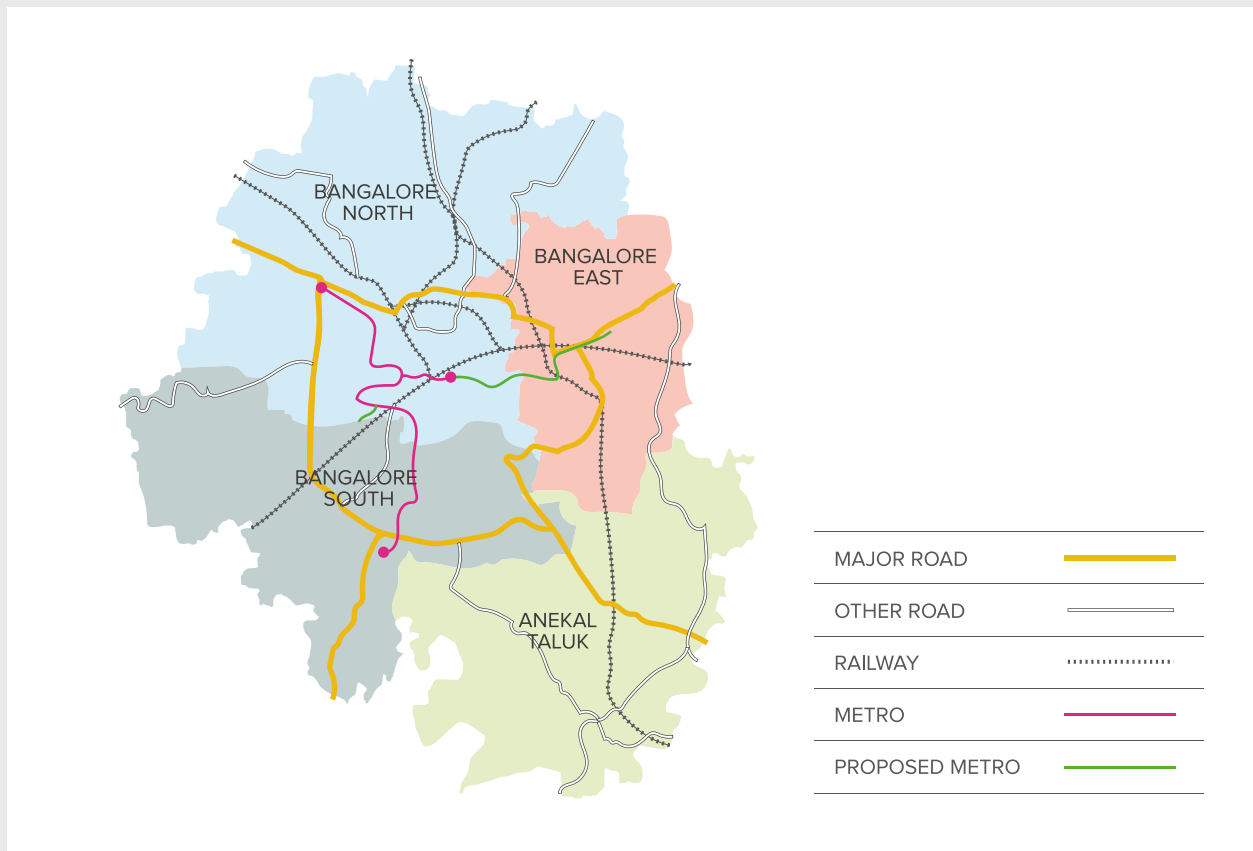 BANGALORE
NORTH
BANGALORE
EAST
BANGALORE
SOUTH
ANEKAL
TALUK
MAJOR ROAD
OTHER ROAD
RAILWAY
METRO
PROPOSED METRO